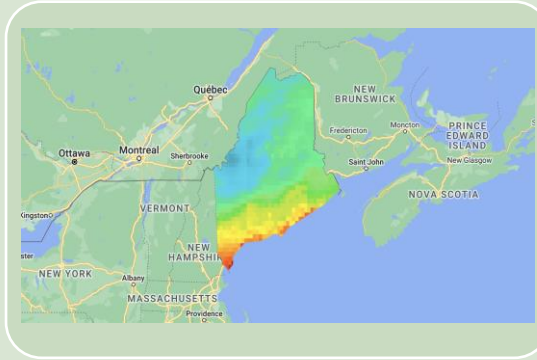 Québec
NEW
BRUNSWICK
PRINCE
EDWARD
ISLAND
Fredericton
Moncton
New Glasgow
Ottawa
Montreal
Sherbrooke
Saint John
NOVA SCOTIA
Kingston
VERMONT
NEW
HAMPSHIR
NEW YORK
Albany
MASSACHUSETTS
Providence